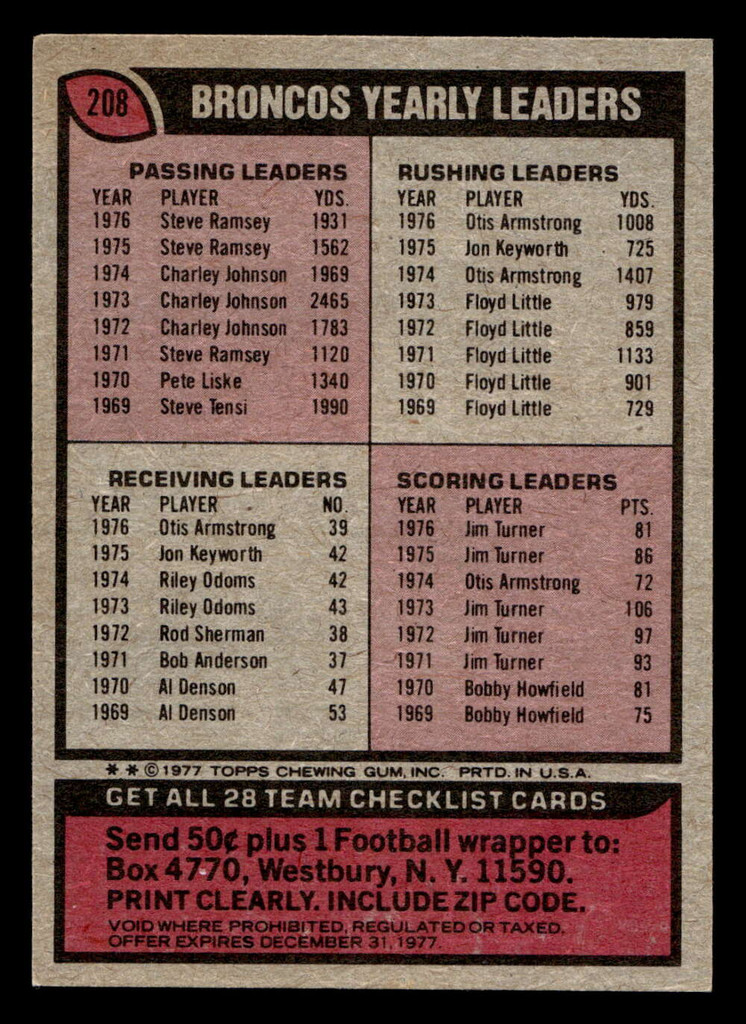 208
BRONCOS YEARLY LEADERS
PASSING LEADERS
YEAR PLAYER YDS.
1976 Steve Ramsey 1931
1975 Steve Ramsey 1562
1974 Charley Johnson 1969
1973 Charley Johnson 2465
1972 Charley Johnson 1783
1971 Steve Ramsey 1120
1970 Pete Liske 1340
1969 Steve Tensi 1990
RUSHING LEADERS
YEAR PLAYER YDS.
1976 Otis Armstrong 1008
1975 Jon Keyworth 725
1974 Otis Armstrong 1407
1973 Floyd Little 979
1972 Floyd Little 859
1971 Floyd Little 1133
1970 Floyd Little 901
1969 Floyd Little 729
RECEIVING LEADERS
YEAR PLAYER NO.
1976 Otis Armstrong 39
1975 Jon Keyworth 42
1974 Riley Odoms 42
1973 Riley Odoms 43
1972 Rod Sherman 38
1971 Bob Anderson 37
1970 Al Denson 47
1969 Al Denson 53
SCORING LEADERS
YEAR PLAYER PTS.
1976 Jim Turner 81
1975 Jim Turner 86
1974 Otis Armstrong 72
1973 Jim Turner 106
1972 Jim Turner 97
1971 Jim Turner 93
1970 Bobby Howfield 81
1969 Bobby Howfield 75
* * © 1977 TOPPS CHEWING GUM, INC. PRTD. IN U.S.A.
GET ALL 28 TEAM CHECKLIST CARDS
Send 50¢ plus 1 Football wrapper to:
Box 4770, Westbury, N. Y. 11590.
PRINT CLEARLY. INCLUDE ZIP CODE.
VOID WHERE PROHIBITED, REGULATED OR TAXED.
OFFER EXPIRES DECEMBER 31, 1977.